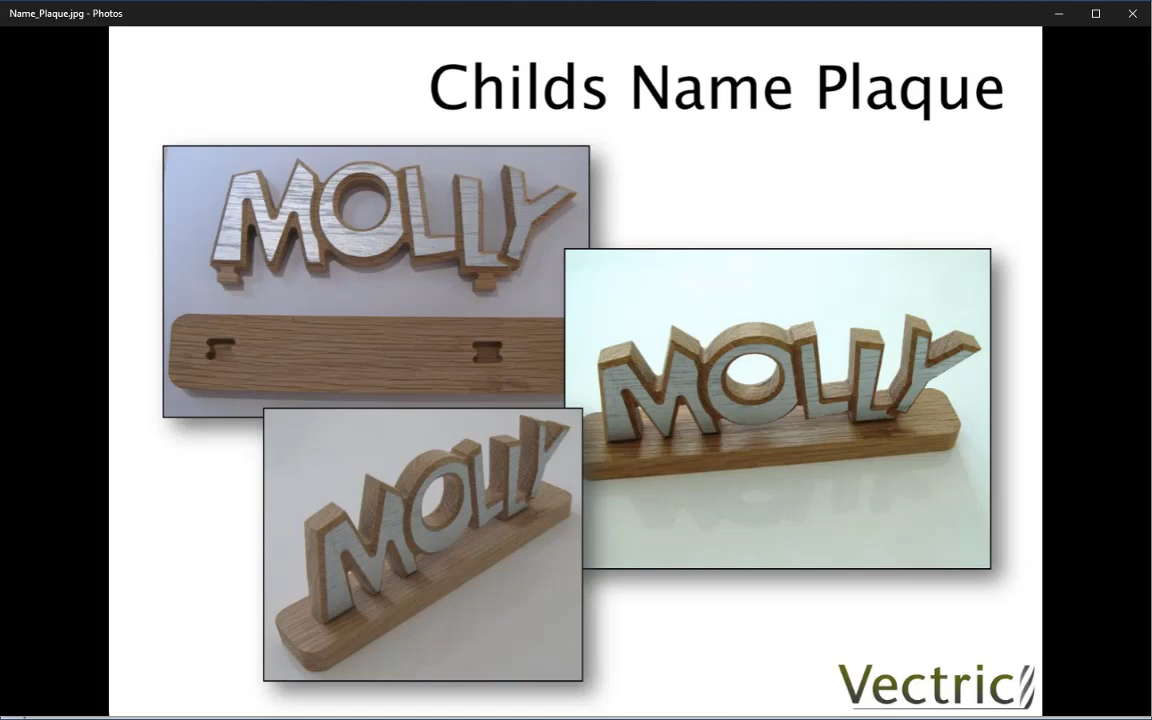 Name_Plaque.jpg - Photos
Childs Name Plaque
MOLLY
MOLLY
MOLLY
Vectric